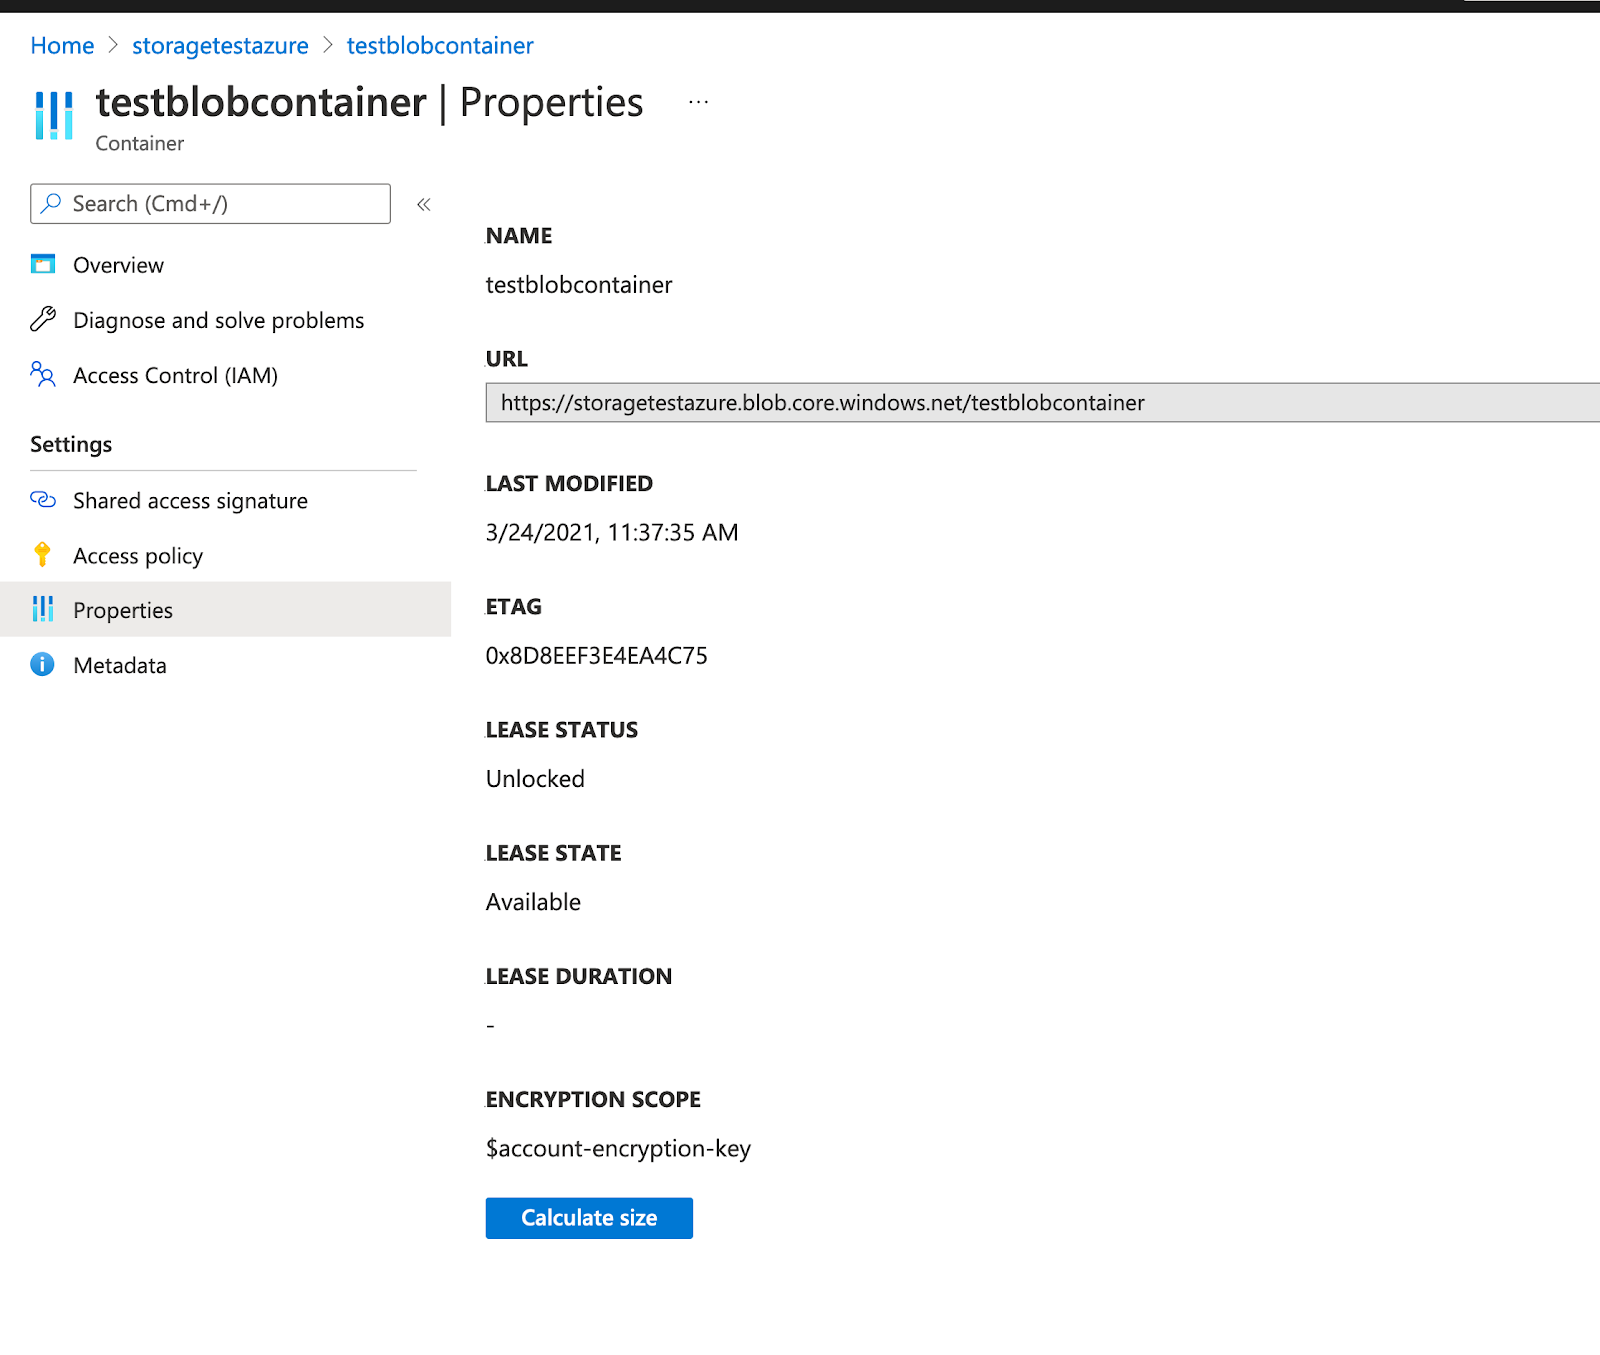 Home > storagetestazure > testblobcontainer
testblobcontainer | Properties ...
Container
Search (Cmd+/) «
Overview
Diagnose and solve problems
Access Control (IAM)
Settings
Shared access signature
Access policy
Properties
Metadata
NAME
testblobcontainer
URL
https://storagetestazure.blob.core.windows.net/testblobcontainer
LAST MODIFIED
3/24/2021, 11:37:35 AM
ETAG
0x8D8EEF3E4EA4C75
LEASE STATUS
Unlocked
LEASE STATE
Available
LEASE DURATION
-
ENCRYPTION SCOPE
$account-encryption-key
Calculate size